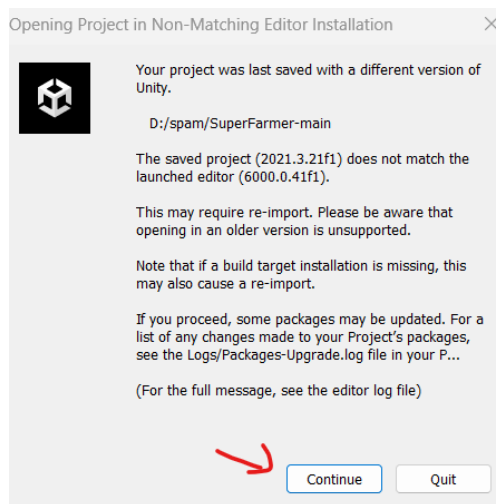 Opening Project in Non-Matching Editor Installation
Your project was last saved with a different version of
Unity.
D:/spam/SuperFarmer-main
The saved project (2021.3.21f1) does not match the
launched editor (6000.0.41f1).
This may require re-import. Please be aware that
opening in an older version is unsupported.
Note that if a build target installation is missing, this
may also cause a re-import.
If you proceed, some packages may be updated. For a
list of any changes made to your Project's packages,
see the Logs/Packages-Upgrade.log file in your P...
(For the full message, see the editor log file)
Continue
Quit